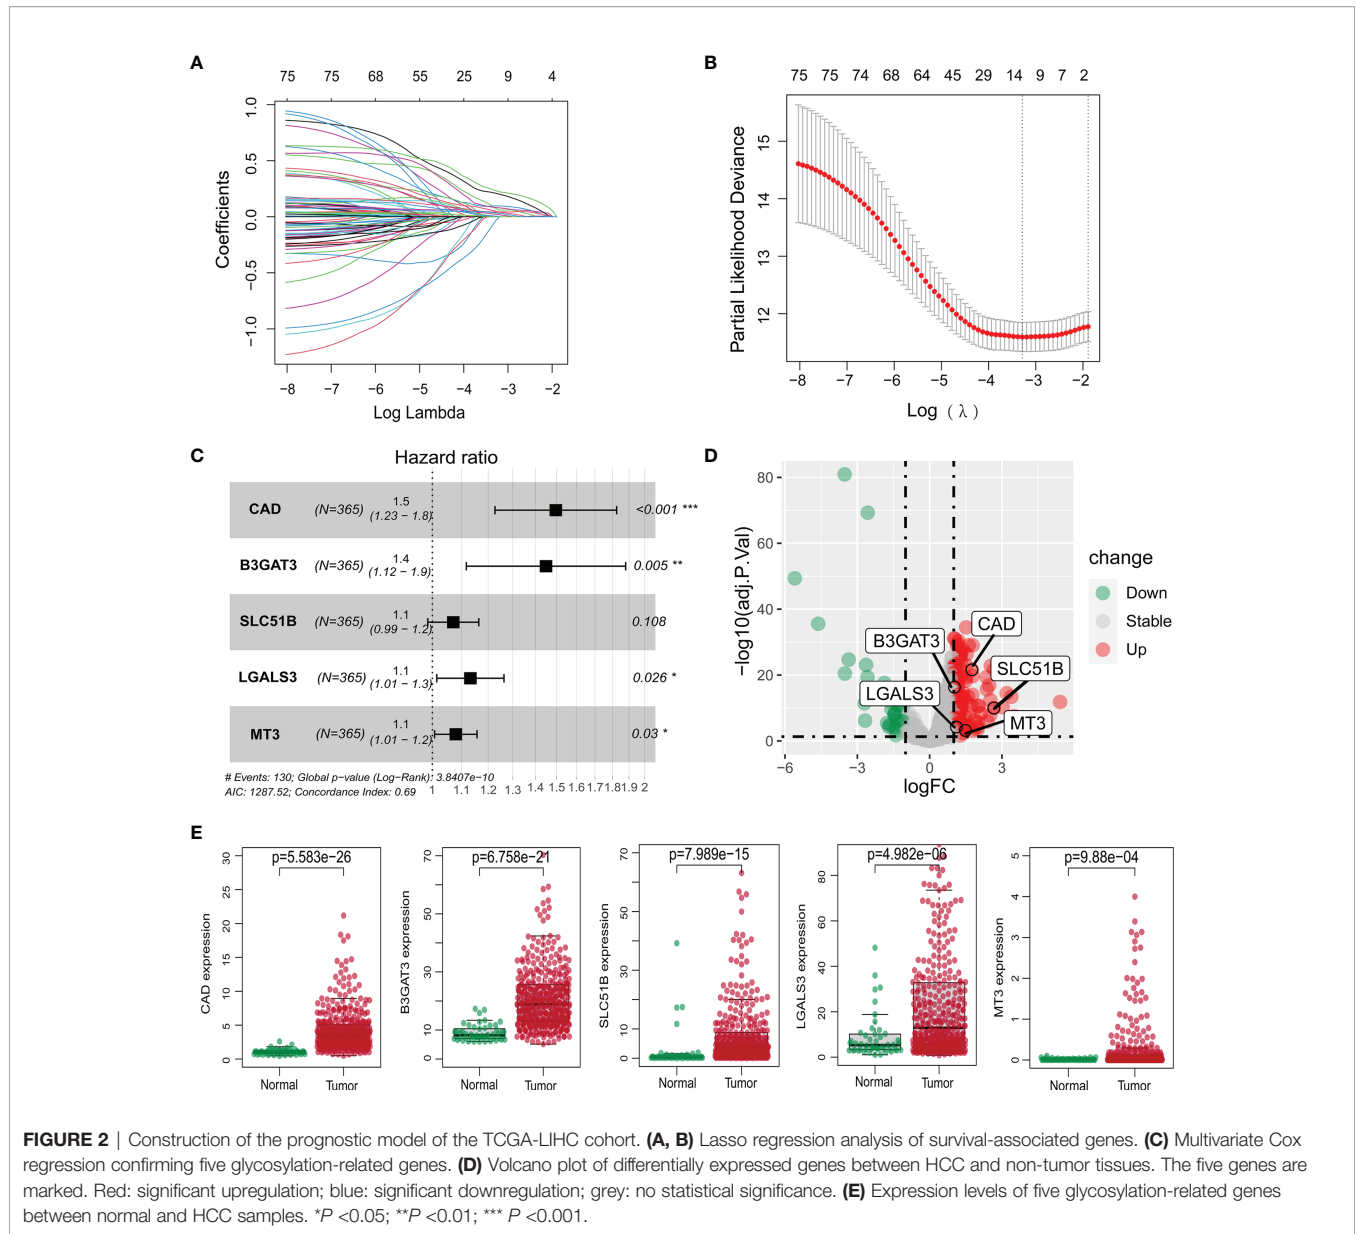 A
75 75 68 55 25 9 4
1.0
0.5
0.0
−0.5
−1.0
Coefficients
−8 −7 −6 −5 −4 −3 −2
Log Lambda
B
75 75 74 68 64 45 29 14 9 7 2
15
14
13
12
Partial Likelihood Deviance
−8 −7 −6 −5 −4 −3 −2
Log ( λ )
C
Hazard ratio
CAD (N=365) 1.5 (1.23 − 1.8) <0.001 ***
B3GAT3 (N=365) 1.4 (1.12 − 1.9) 0.005 **
SLC51B (N=365) 1.1 (0.99 − 1.2) 0.108
LGALS3 (N=365) 1.1 (1.01 − 1.3) 0.026 *
MT3 (N=365) 1.1 (1.01 − 1.2) 0.03 *
# Events: 130; Global p−value (Log−Rank): 3.8407e−10
AIC: 1287.52; Concordance Index: 0.69
1 1.1 1.2 1.3 1.4 1.5 1.6 1.7 1.8 1.9 2
D
80
60
40
20
0
−log10(adj.P.Val)
CAD
B3GAT3
SLC51B
LGALS3
MT3
−6 −3 0 3
logFC
change
Down
Stable
Up
E
p=5.583e−26
30
25
20
15
10
5
0
CAD expression
Normal Tumor
p=6.758e−21
70
50
30
10
0
B3GAT3 expression
Normal Tumor
p=7.989e−15
70
50
30
10
0
SLC51B expression
Normal Tumor
p=4.982e−06
80
60
40
20
0
LGALS3 expression
Normal Tumor
p=9.88e−04
5
4
3
2
1
0
MT3 expression
Normal Tumor
FIGURE 2 | Construction of the prognostic model of the TCGA-LIHC cohort. (A, B) Lasso regression analysis of survival-associated genes. (C) Multivariate Cox
regression confirming five glycosylation-related genes. (D) Volcano plot of differentially expressed genes between HCC and non-tumor tissues. The five genes are
marked. Red: significant upregulation; blue: significant downregulation; grey: no statistical significance. (E) Expression levels of five glycosylation-related genes
between normal and HCC samples. *P <0.05; **P <0.01; *** P <0.001.